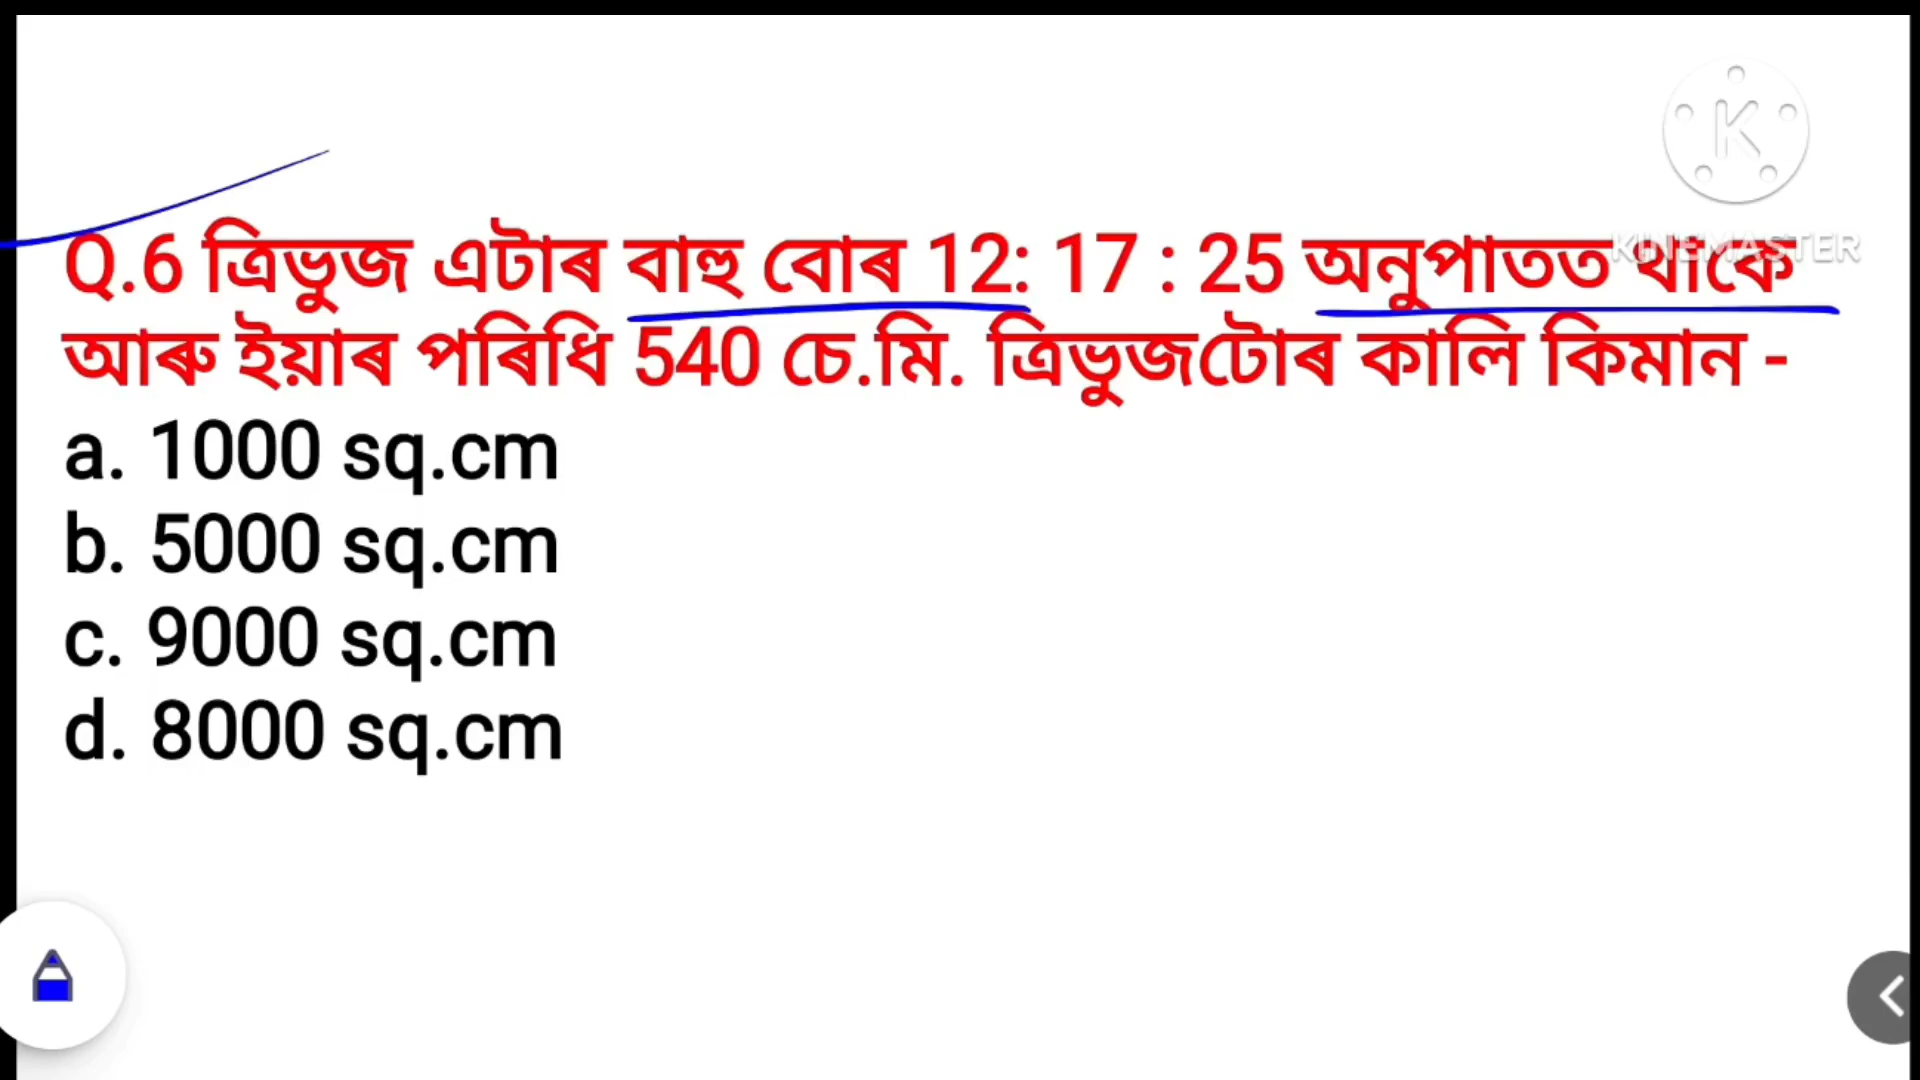 K
KINEMASTER
Q.6 ত্ৰিভুজ এটাৰ বাহু বোৰ 12: 17 : 25 অনুপাতত থাকে
আৰু ইয়াৰ পৰিধি 540 চে.মি. ত্ৰিভুজটোৰ কালি কিমান -
a. 1000 sq.cm
b. 5000 sq.cm
c. 9000 sq.cm
d. 8000 sq.cm